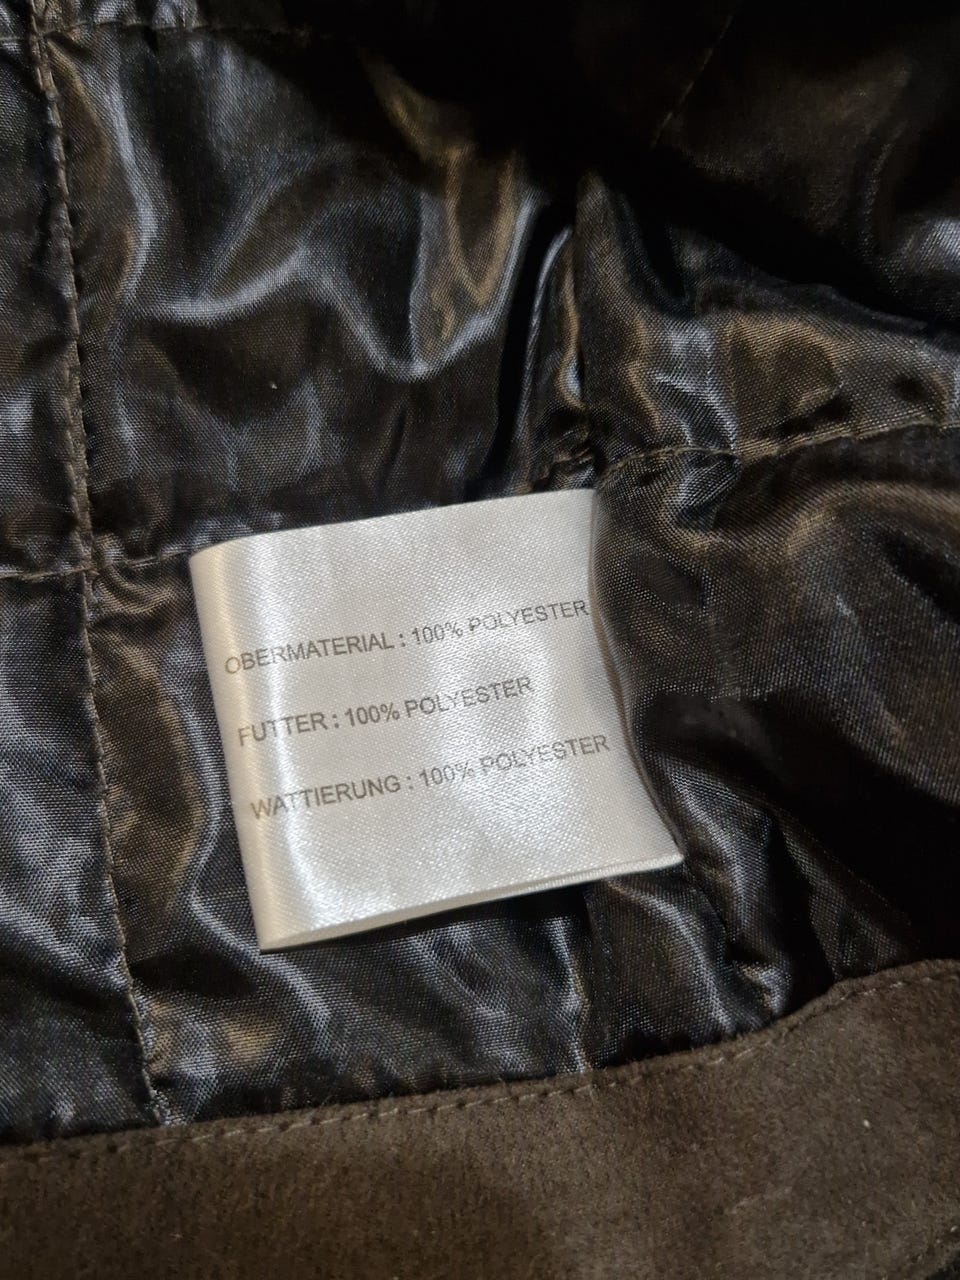 OBERMATERIAL : 100% POLYESTER
FUTTER : 100% POLYESTER
WATTIERUNG : 100% POLYESTER